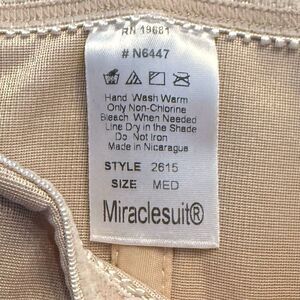 RN 19681
# N6447
Hand Wash Warm
Only Non-Chlorine
Bleach When Needed
Line Dry in the Shade
Do Not Iron
Made in Nicaragua
STYLE 2615
SIZE MED
Miraclesuit®